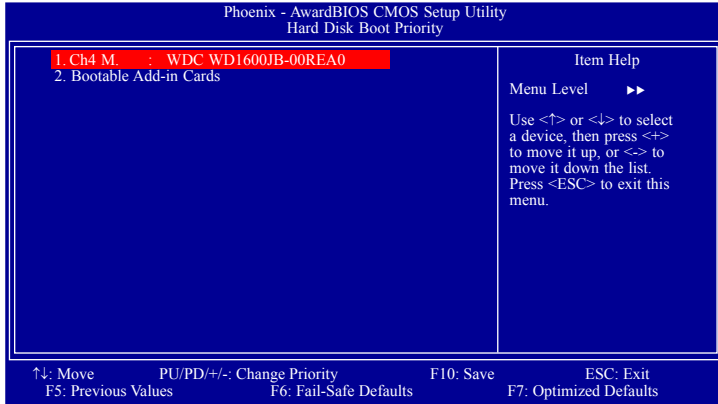 Phoenix - AwardBIOS CMOS Setup Utility
Hard Disk Boot Priority
1. Ch4 M. : WDC WD1600JB-00REA0
2. Bootable Add-in Cards
Item Help
Menu Level ▶▶
Use <↑> or <↓> to select
a device, then press <+>
to move it up, or <-> to
move it down the list.
Press <ESC> to exit this
menu.
↑↓: Move PU/PD/+/-: Change Priority F10: Save ESC: Exit
F5: Previous Values F6: Fail-Safe Defaults F7: Optimized Defaults